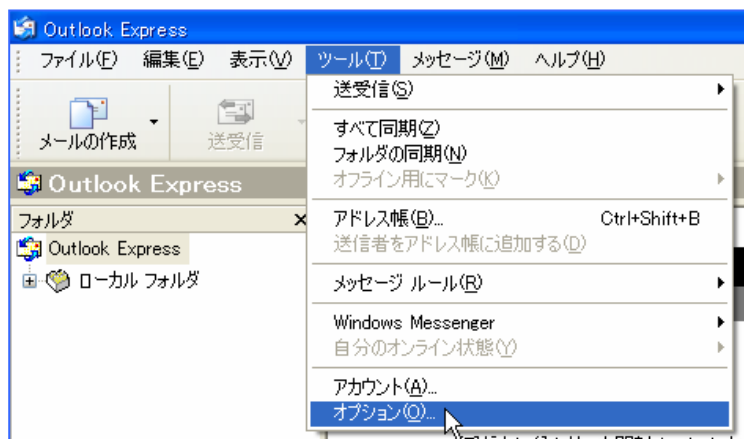 Outlook Express
ファイル(F) 編集(E) 表示(V) ツール(T) メッセージ(M) ヘルプ(H)
メールの作成
送受信
Outlook Express
フォルダ
Outlook Express
ローカル フォルダ
送受信(S)
すべて同期(Z)
フォルダの同期(N)
オフライン用にマーク(K)
アドレス帳(B)... Ctrl+Shift+B
送信者をアドレス帳に追加する(D)
メッセージ ルール(R)
Windows Messenger
自分のオンライン状態(Y)
アカウント(A)...
オプション(O)...